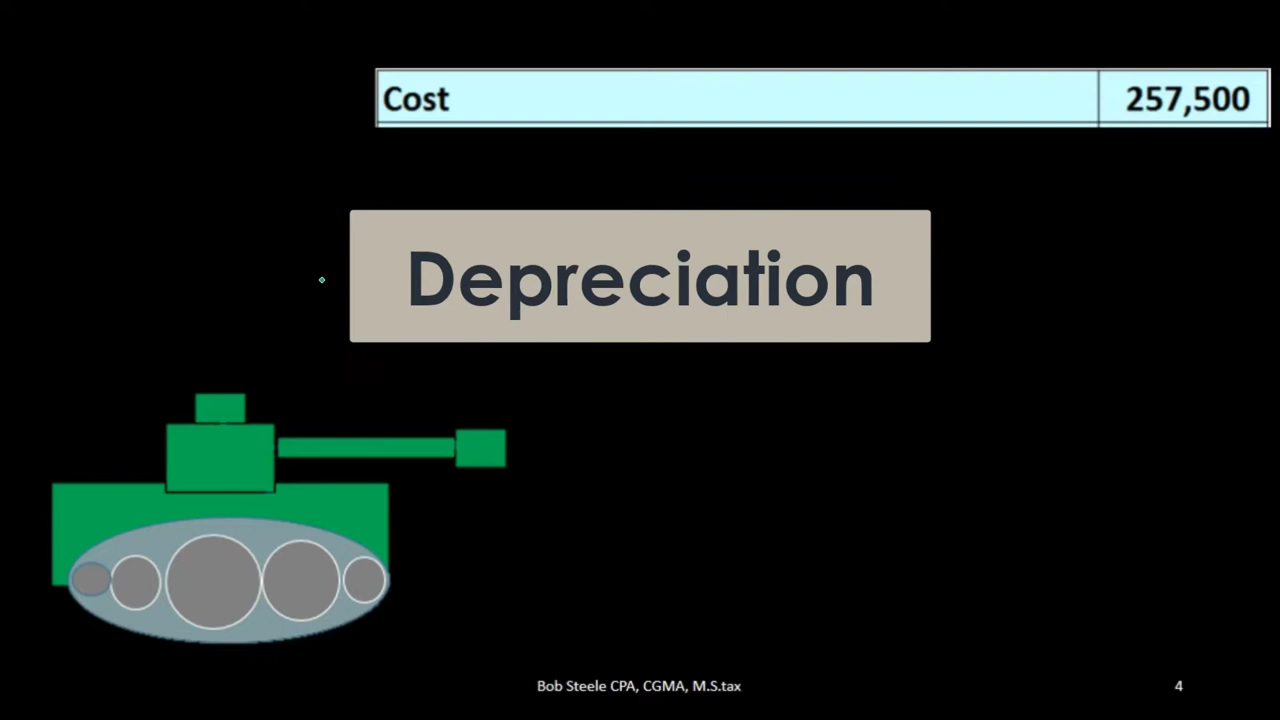 Cost 257,500
Depreciation
Bob Steele CPA, CGMA, M.S.tax 4